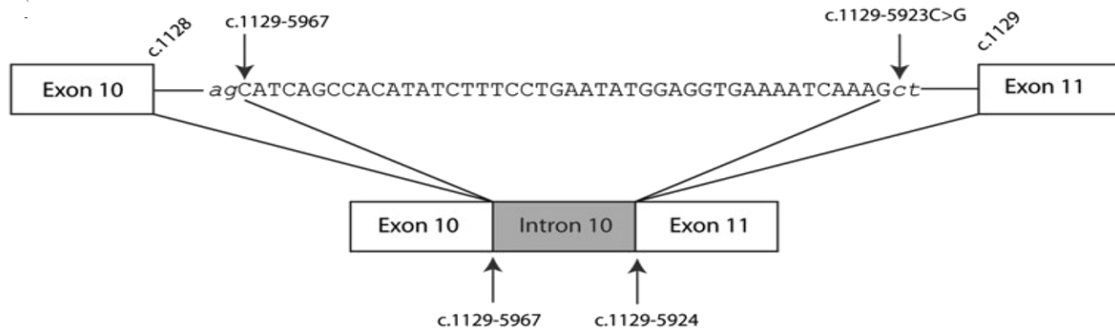 c.1128
c.1129-5967
c.1129-5923C>G
c.1129
Exon 10
agCATCAGCCACATATCTTTCCTGAATATGGAGGTGAAAATCAAAGct
Exon 11
Exon 10
Intron 10
Exon 11
c.1129-5967
c.1129-5924